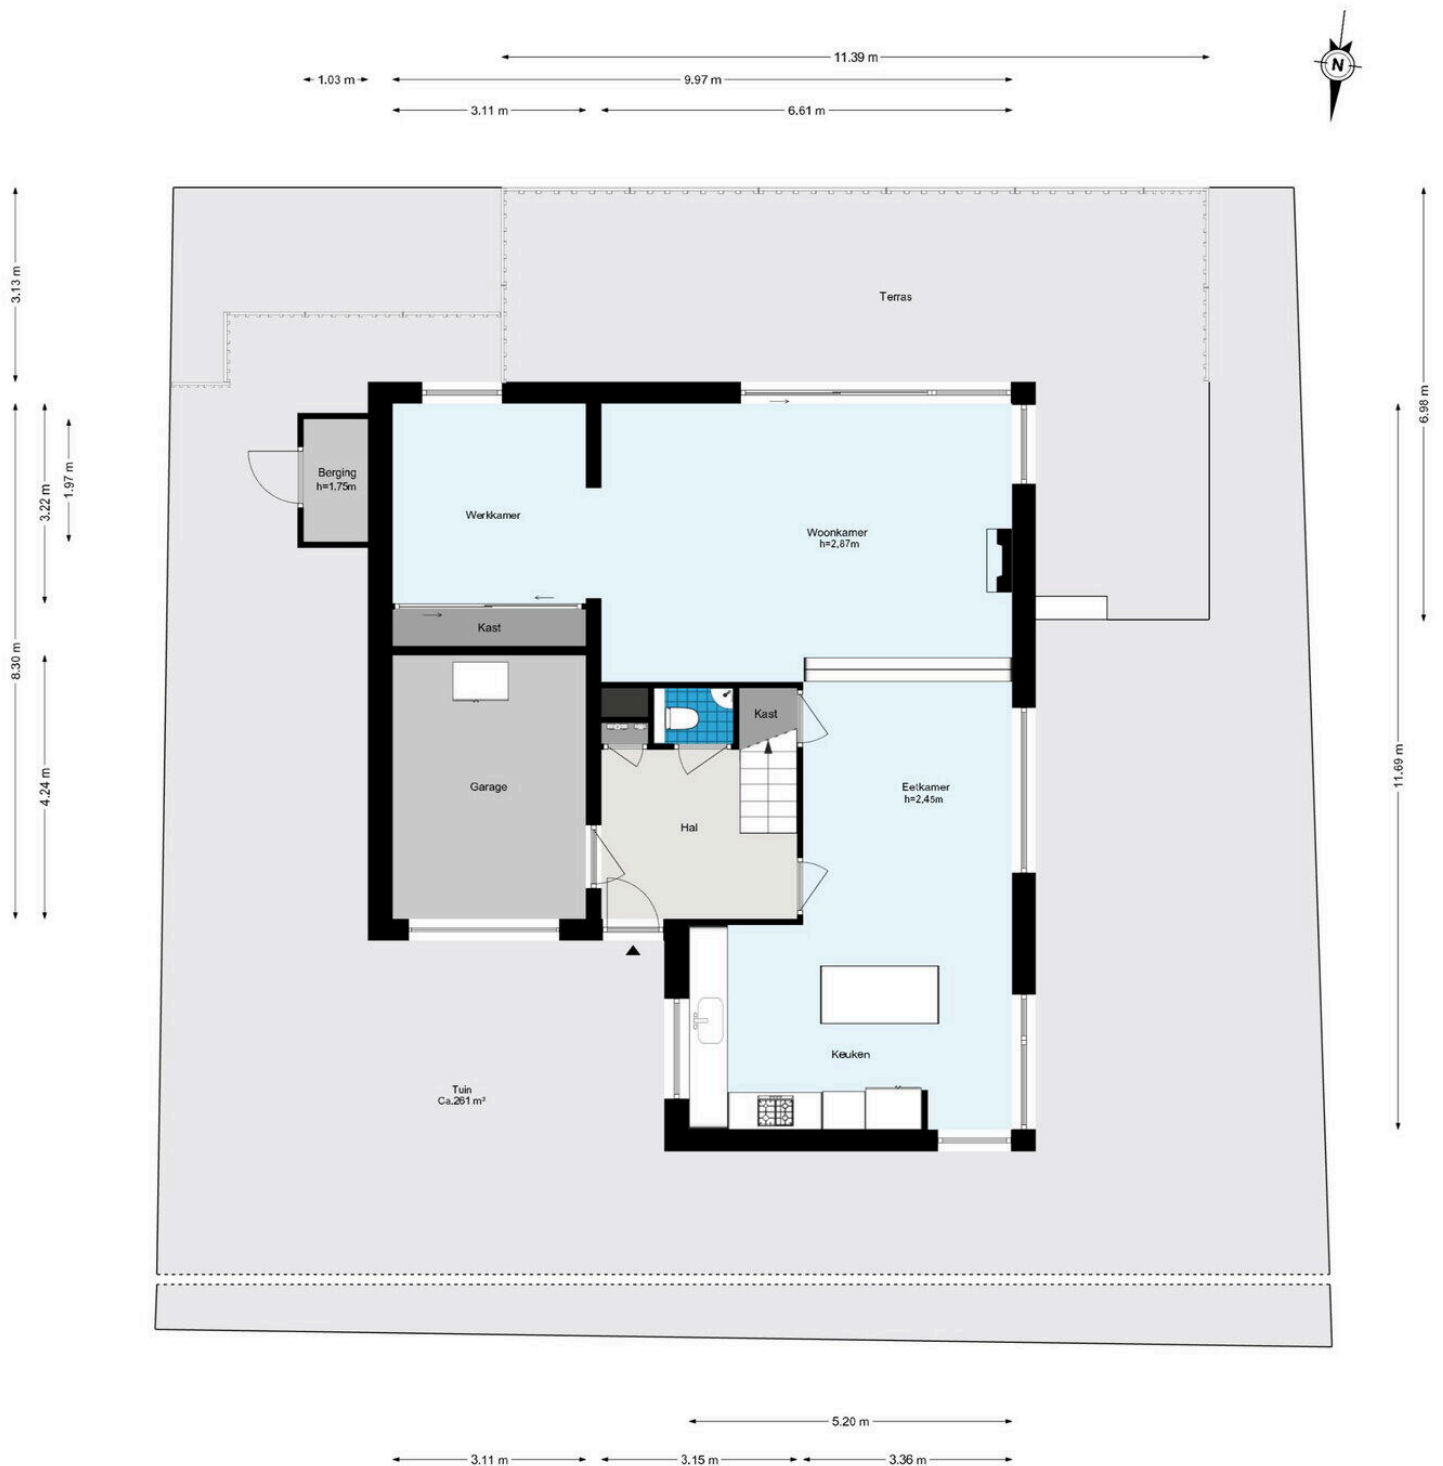 11.39 m
1.03 m
9.97 m
3.11 m
6.61 m
N
3.13 m
8.30 m
3.22 m
1.97 m
4.24 m
6.98 m
11.69 m
Terras
Berging
h=1,75m
Werkkamer
Woonkamer
h=2,87m
Kast
Kast
Garage
Eetkamer
h=2,45m
Hal
Keuken
Tuin
Ca.261 m²
5.20 m
3.11 m
3.15 m
3.36 m